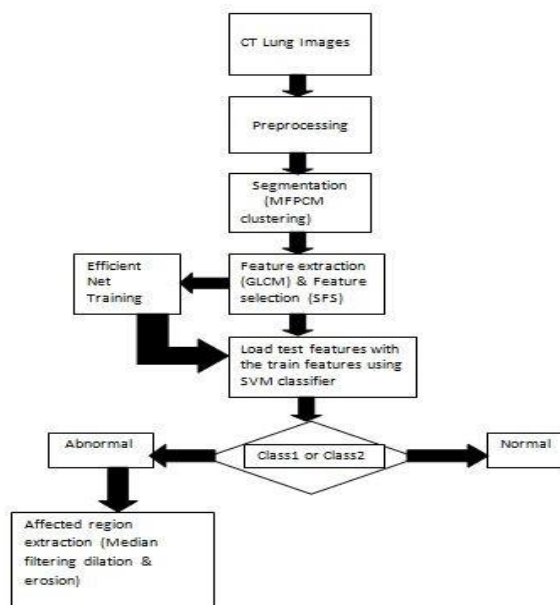 CT Lung Images
Preprocessing
Segmentation
(MFPCM
clustering)
Efficient
Net
Training
Feature extraction
(GLCM) & Feature
selection (SFS)
Load test features with
the train features using
SVM classifier
Abnormal
Class1 or Class2
Normal
Affected region
extraction (Median
filtering dilation &
erosion)